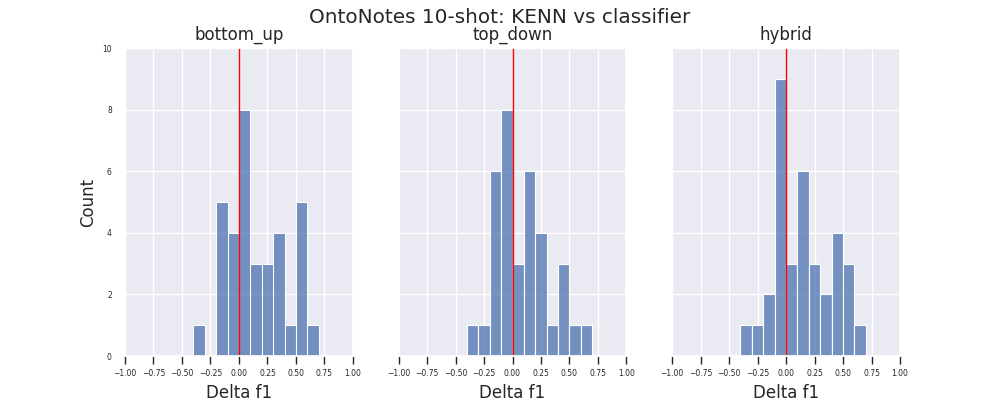 OntoNotes 10-shot: KENN vs classifier
bottom_up
top_down
hybrid
Count
10
8
6
4
2
0
−1.00 −0.75 −0.50 −0.25 0.00 0.25 0.50 0.75 1.00
−1.00 −0.75 −0.50 −0.25 0.00 0.25 0.50 0.75 1.00
−1.00 −0.75 −0.50 −0.25 0.00 0.25 0.50 0.75 1.00
Delta f1
Delta f1
Delta f1